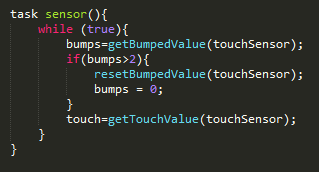 task sensor(){
while (true){
bumps=getBumpedValue(touchSensor);
if(bumps>2){
resetBumpedValue(touchSensor);
bumps = 0;
}
touch=getTouchValue(touchSensor);
}
}